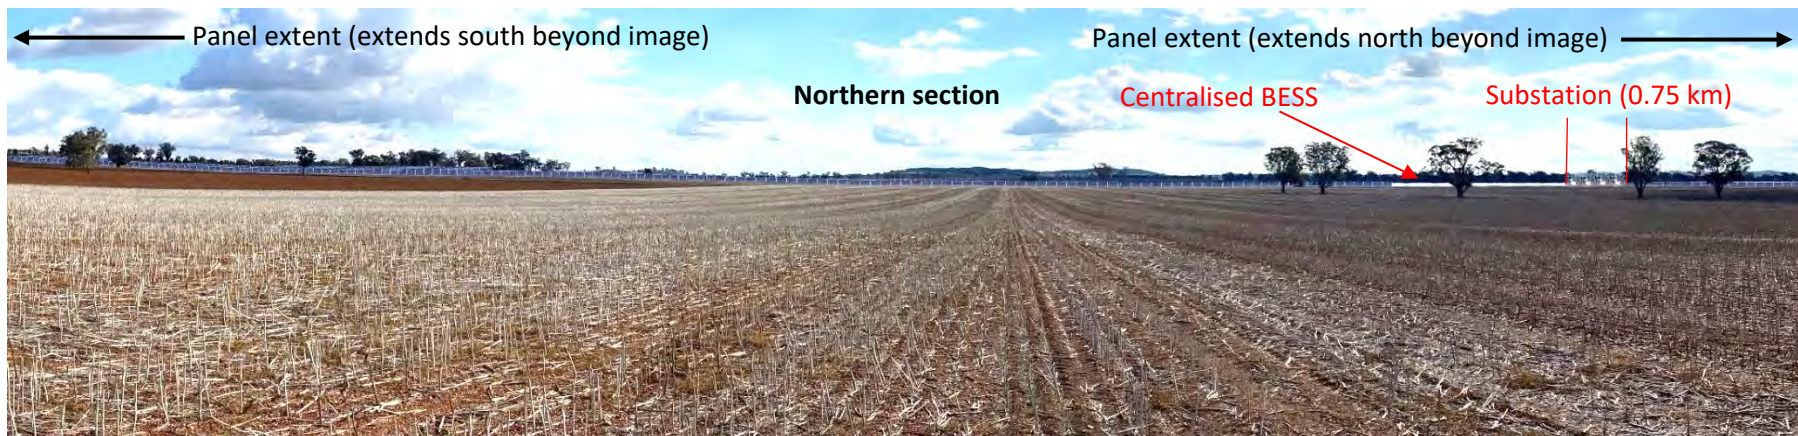 Panel extent (extends south beyond image)
Panel extent (extends north beyond image)
Northern section
Centralised BESS
Substation (0.75 km)